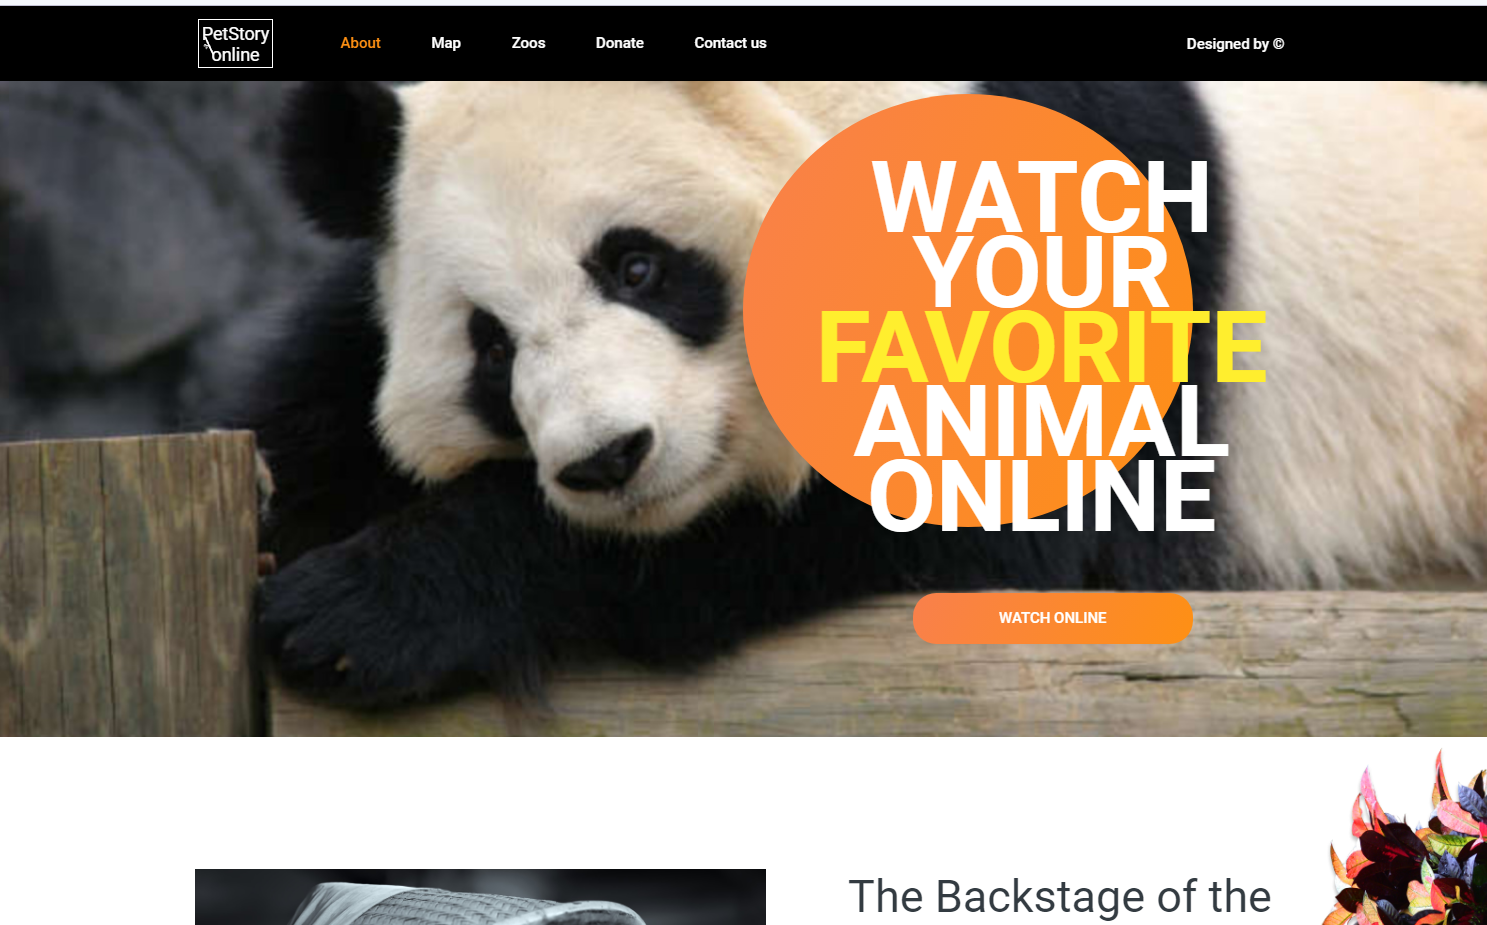 PetStory
online
About Map Zoos Donate Contact us
Designed by ©
WATCH
YOUR
FAVORITE
ANIMAL
ONLINE
WATCH ONLINE
The Backstage of the